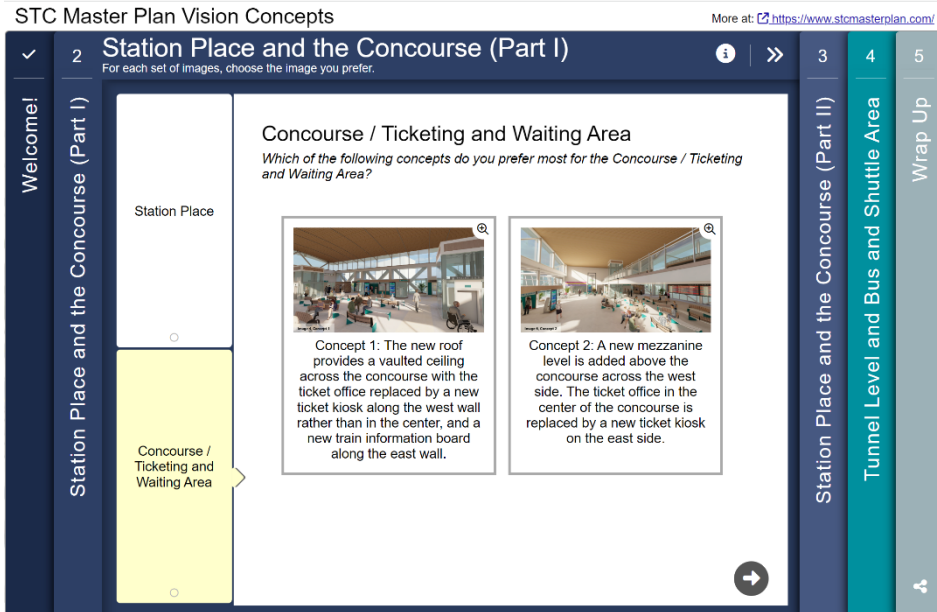 STC Master Plan Vision Concepts
More at: https://www.stcmasterplan.com/
Welcome!
2
Station Place and the Concourse (Part I)
Station Place and the Concourse (Part I)
For each set of images, choose the image you prefer.
Station Place
Concourse /
Ticketing and
Waiting Area
Concourse / Ticketing and Waiting Area
Which of the following concepts do you prefer most for the Concourse / Ticketing
and Waiting Area?
Image 4, Concept 1
Concept 1: The new roof
provides a vaulted ceiling
across the concourse with the
ticket office replaced by a new
ticket kiosk along the west wall
rather than in the center, and a
new train information board
along the east wall.
Image 4, Concept 2
Concept 2: A new mezzanine
level is added above the
concourse across the west
side. The ticket office in the
center of the concourse is
replaced by a new ticket kiosk
on the east side.
3
Station Place and the Concourse (Part II)
4
Tunnel Level and Bus and Shuttle Area
5
Wrap Up